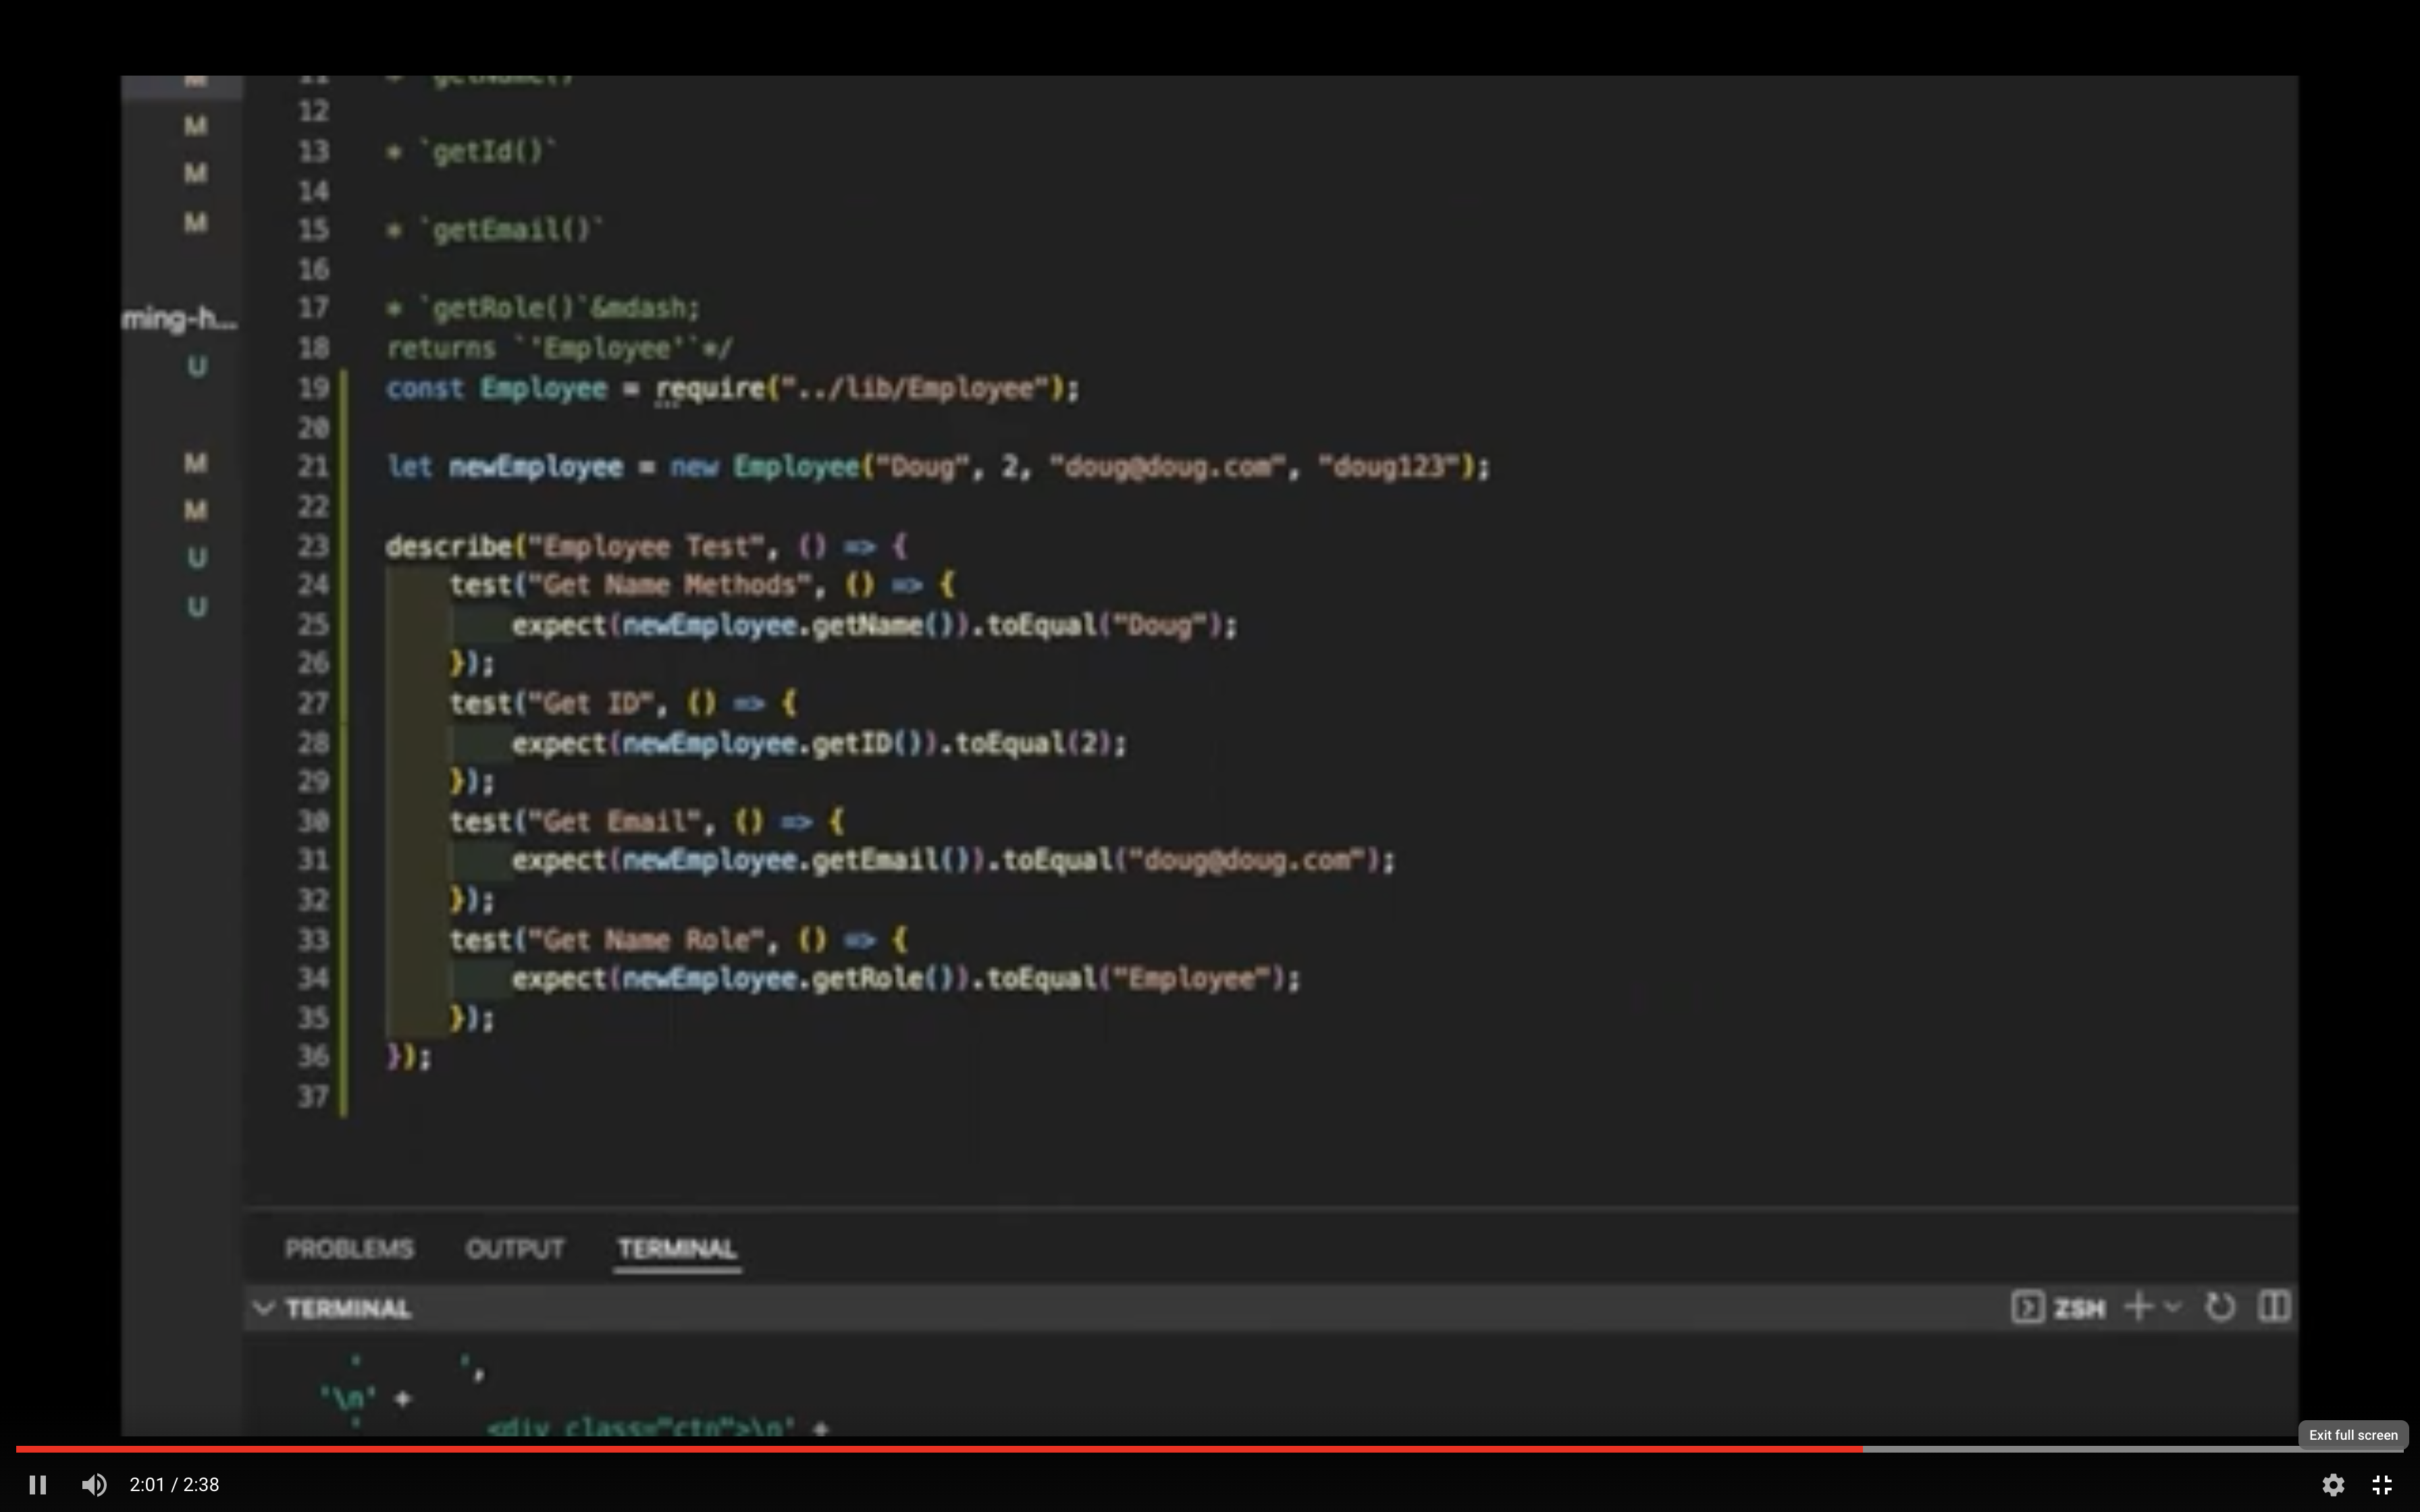 M 11 * `getName()`
M 12
13 * `getId()`
M 14
M 15 * `getEmail()`
16
17 * `getRole()`&mdash;
ming-h...
18 returns `'Employee'`*/
U
19 const Employee = require("../lib/Employee");
20
21 let newEmployee = new Employee("Doug", 2, "doug@doug.com", "doug123");
M
22
M
23 describe("Employee Test", () => {
U
24 test("Get Name Methods", () => {
U
25 expect(newEmployee.getName()).toEqual("Doug");
26 });
27 test("Get ID", () => {
28 expect(newEmployee.getID()).toEqual(2);
29 });
30 test("Get Email", () => {
31 expect(newEmployee.getEmail()).toEqual("doug@doug.com");
32 });
33 test("Get Name Role", () => {
34 expect(newEmployee.getRole()).toEqual("Employee");
35 });
36 });
37
PROBLEMS OUTPUT TERMINAL
TERMINAL ZSH
' ',
'\n' +
' <div class="ctn">\n' +
Exit full screen
2:01 / 2:38